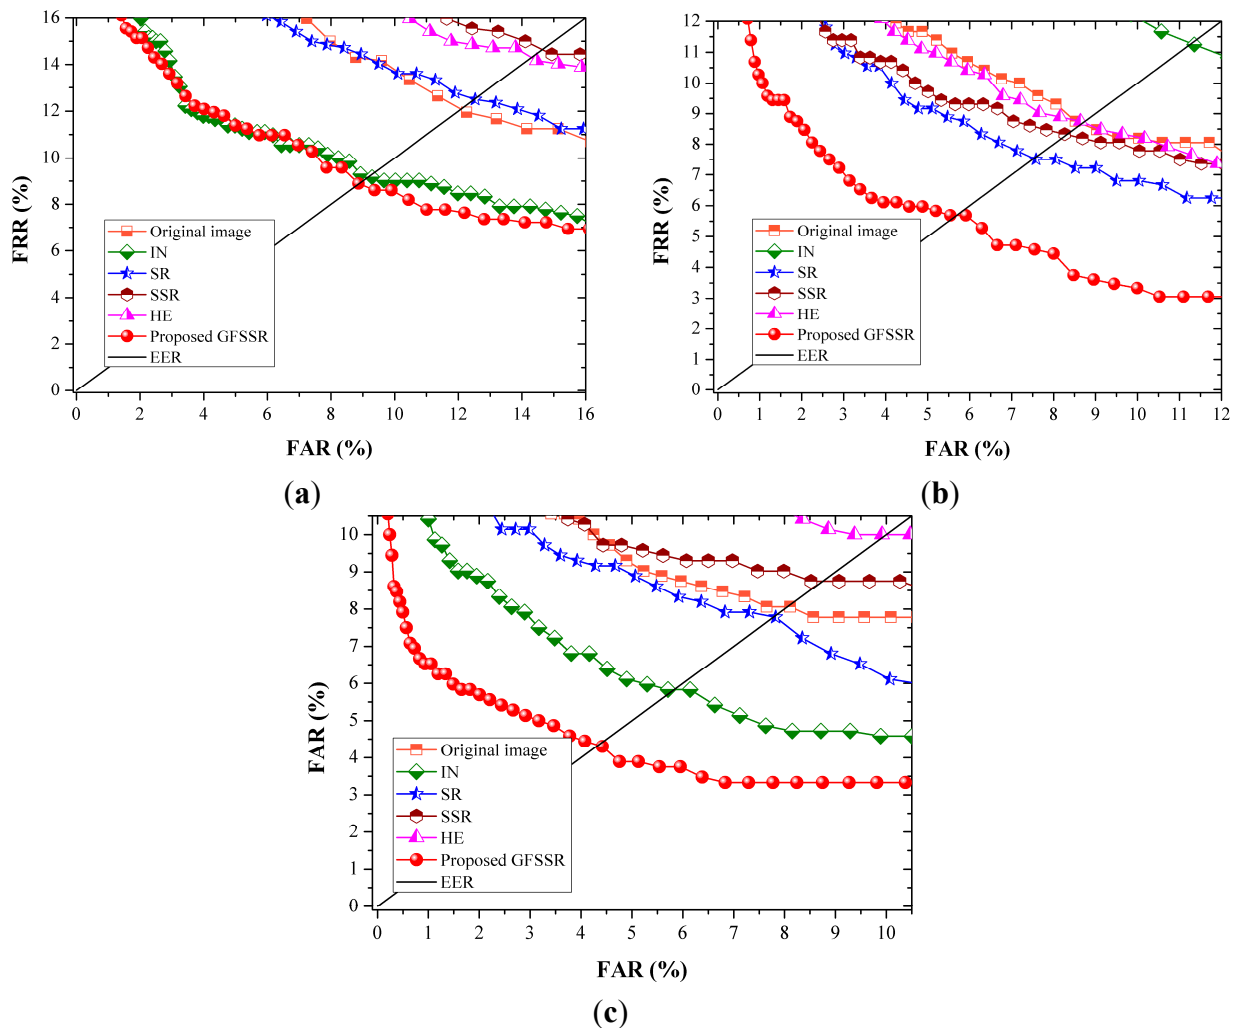 16
14
12
10
8
6
4
2
0
FRR (%)
Original image
IN
SR
SSR
HE
Proposed GFSSR
EER
0 2 4 6 8 10 12 14 16
FAR (%)
(a)
12
11
10
9
8
7
6
5
4
3
2
1
0
FRR (%)
Original image
IN
SR
SSR
HE
Proposed GFSSR
EER
0 1 2 3 4 5 6 7 8 9 10 11 12
FAR (%)
(b)
10
9
8
7
6
5
4
3
2
1
0
FAR (%)
Original image
IN
SR
SSR
HE
Proposed GFSSR
EER
0 1 2 3 4 5 6 7 8 9 10
FAR (%)
(c)